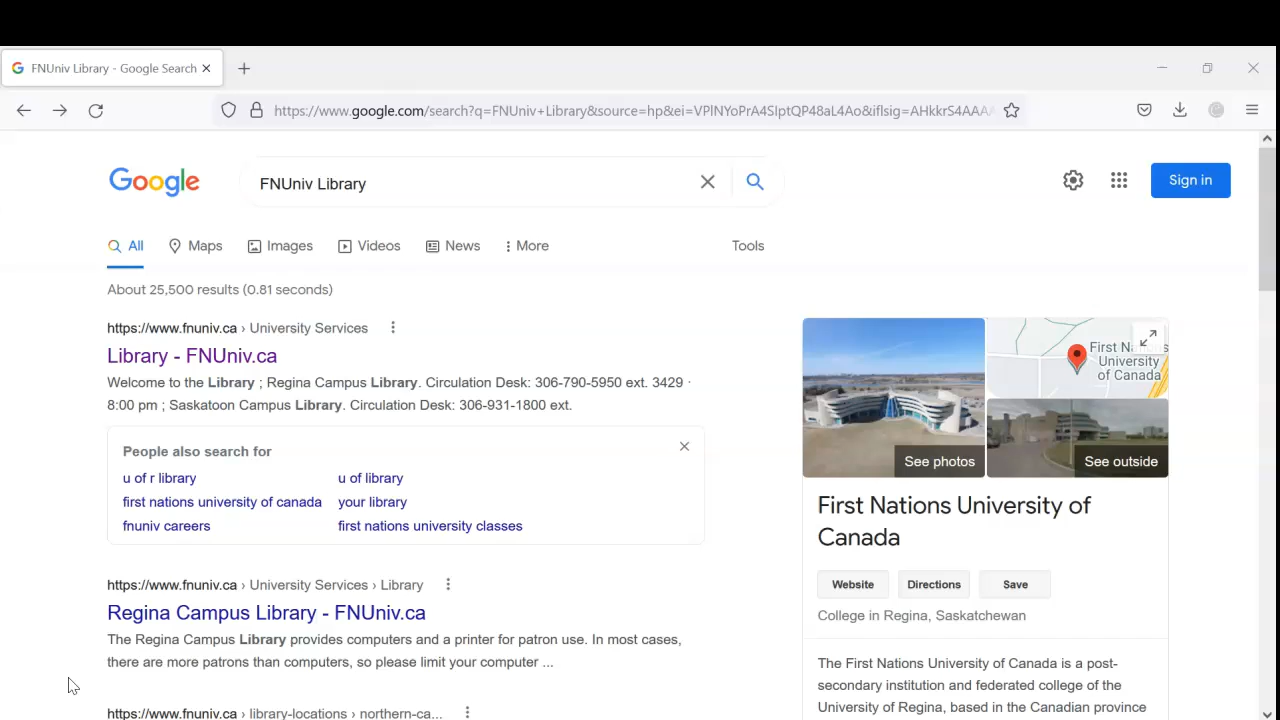 FNUniv Library - Google Search
https://www.google.com/search?q=FNUniv+Library&source=hp&ei=VPlNYoPrA4SlptQP48aL4Ao&iflsig=AHkkrS4AAAA
Google
FNUniv Library
Sign in
All
Maps
Images
Videos
News
More
Tools
About 25,500 results (0.81 seconds)
https://www.fnuniv.ca › University Services
Library - FNUniv.ca
Welcome to the Library ; Regina Campus Library. Circulation Desk: 306-790-5950 ext. 3429 ·
8:00 pm ; Saskatoon Campus Library. Circulation Desk: 306-931-1800 ext.
People also search for
u of r library
u of library
first nations university of canada
your library
fnuniv careers
first nations university classes
https://www.fnuniv.ca › University Services › Library
Regina Campus Library - FNUniv.ca
The Regina Campus Library provides computers and a printer for patron use. In most cases,
there are more patrons than computers, so please limit your computer ...
https://www.fnuniv.ca › library-locations › northern-ca...
First Nations
University
of Canada
See photos
See outside
First Nations University of
Canada
Website
Directions
Save
College in Regina, Saskatchewan
The First Nations University of Canada is a post-
secondary institution and federated college of the
University of Regina, based in the Canadian province